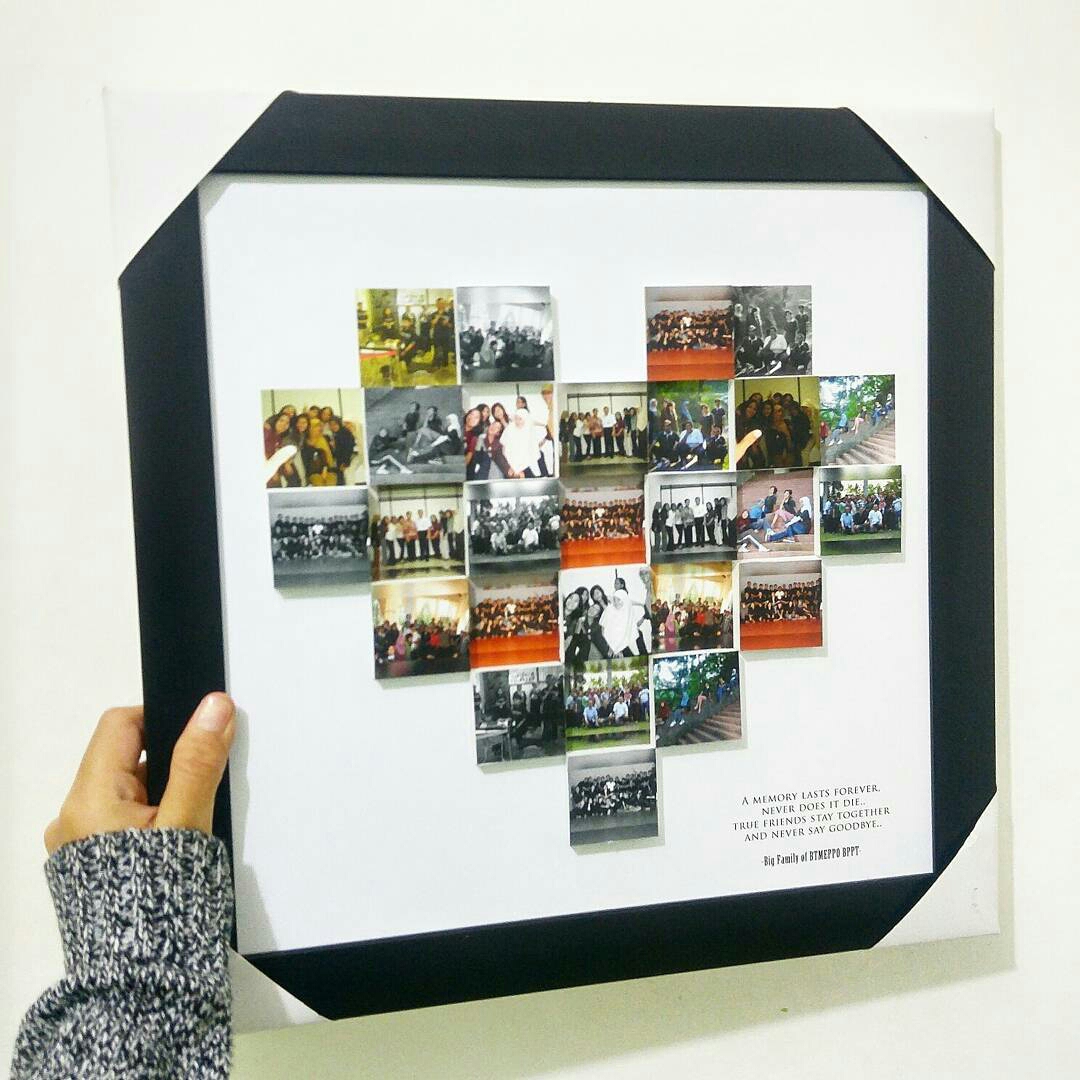 A MEMORY LASTS FOREVER,
NEVER DOES IT DIE..
TRUE FRIENDS STAY TOGETHER
AND NEVER SAY GOODBYE..
-Big Family of BTMEPPO BPPT-